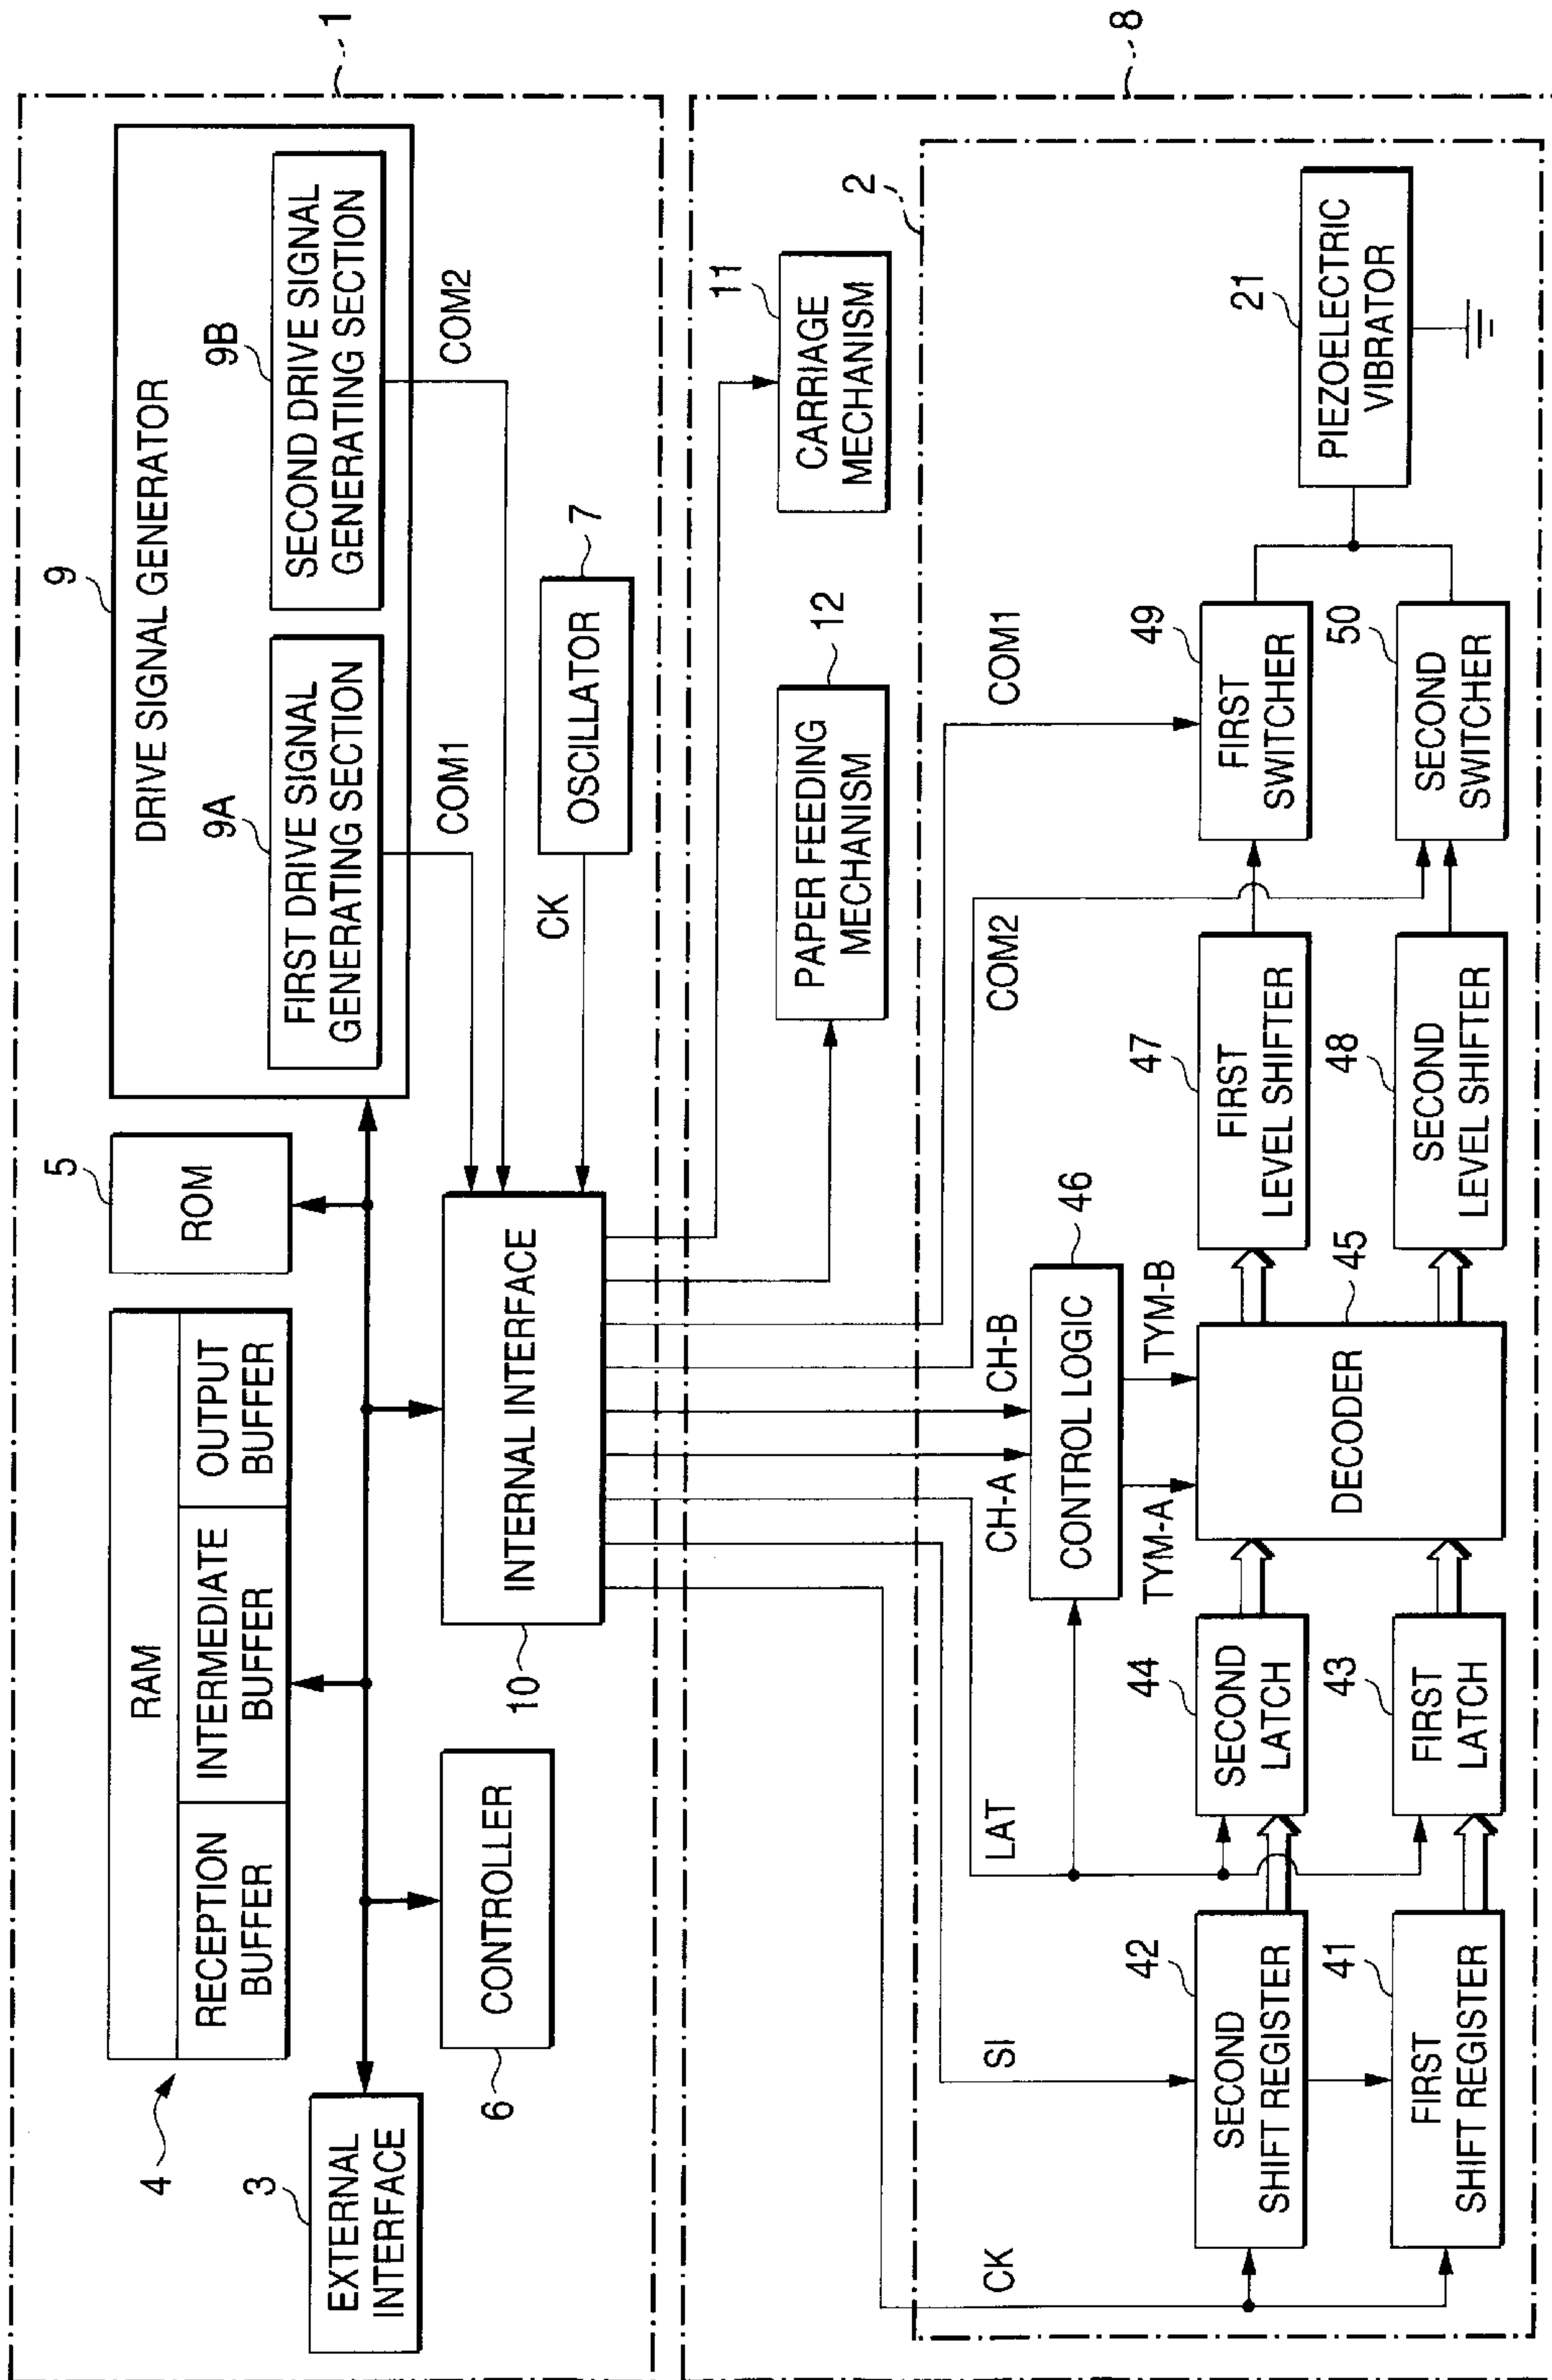 1
9
DRIVE SIGNAL GENERATOR
9A
FIRST DRIVE SIGNAL
GENERATING SECTION
9B
SECOND DRIVE SIGNAL
GENERATING SECTION
COM1
COM2
5
ROM
RAM
RECEPTION
BUFFER
INTERMEDIATE
BUFFER
OUTPUT
BUFFER
4
3
EXTERNAL
INTERFACE
6
CONTROLLER
INTERNAL INTERFACE
10
CK
OSCILLATOR
7
8
11
CARRIAGE
MECHANISM
12
PAPER FEEDING
MECHANISM
2
CK
SI
LAT
CH-A
CH-B
COM2
COM1
46
CONTROL LOGIC
TYM-A
TYM-B
42
SECOND
SHIFT REGISTER
44
SECOND
LATCH
45
DECODER
47
FIRST
LEVEL SHIFTER
49
FIRST
SWITCHER
21
PIEZOELECTRIC
VIBRATOR
41
FIRST
SHIFT REGISTER
43
FIRST
LATCH
48
SECOND
LEVEL SHIFTER
50
SECOND
SWITCHER